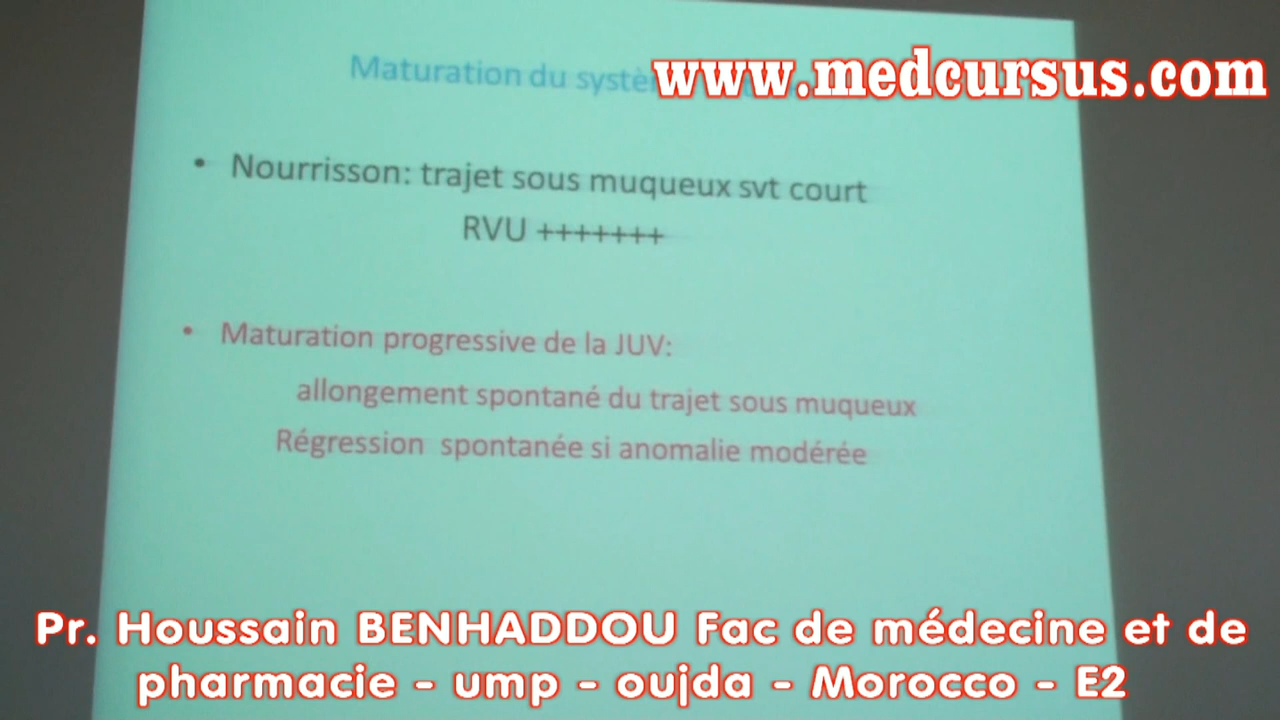 Maturation du systè
www.medcursus.com
• Nourrisson: trajet sous muqueux svt court
RVU +++++++
• Maturation progressive de la JUV:
allongement spontané du trajet sous muqueux
Régression spontanée si anomalie modérée
Pr. Houssain BENHADDOU Fac de médecine et de
pharmacie - ump - oujda - Morocco - E2